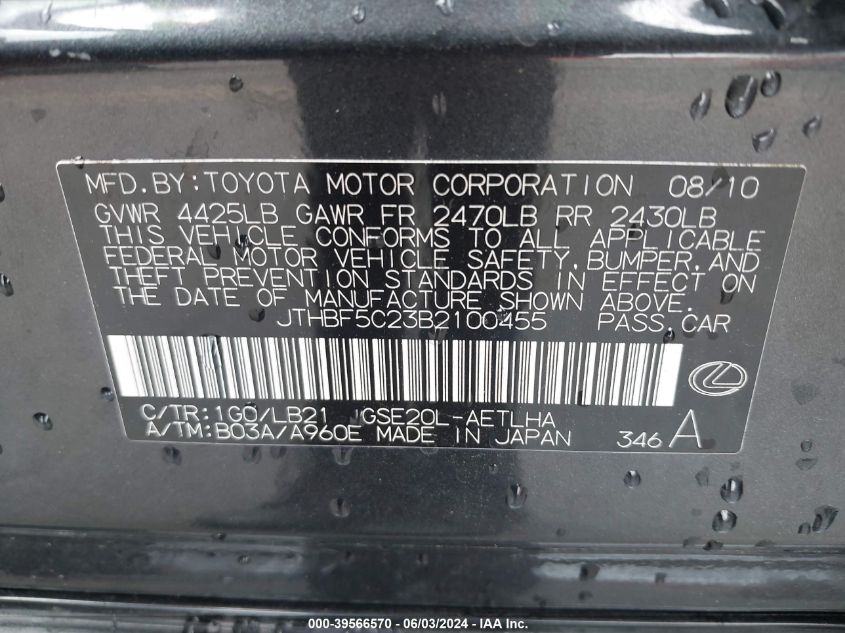 MFD.BY:TOYOTA MOTOR CORPORATION 08/10
GVWR 4425LB GAWR FR 2470LB RR 2430LB
THIS VEHICLE CONFORMS TO ALL APPLICABLE
FEDERAL MOTOR VEHICLE SAFETY,BUMPER,AND
THEFT PREVENTION STANDARDS IN EFFECT ON
THE DATE OF MANUFACTURE SHOWN ABOVE.
JTHBF5C23B2100455 PASS.CAR
C/TR:1G0/LB21 GSE20L-AETLHA
A/TM:B03A/A960E MADE IN JAPAN 346 A
000-39566570 / 06/03/2024 - IAA Inc.